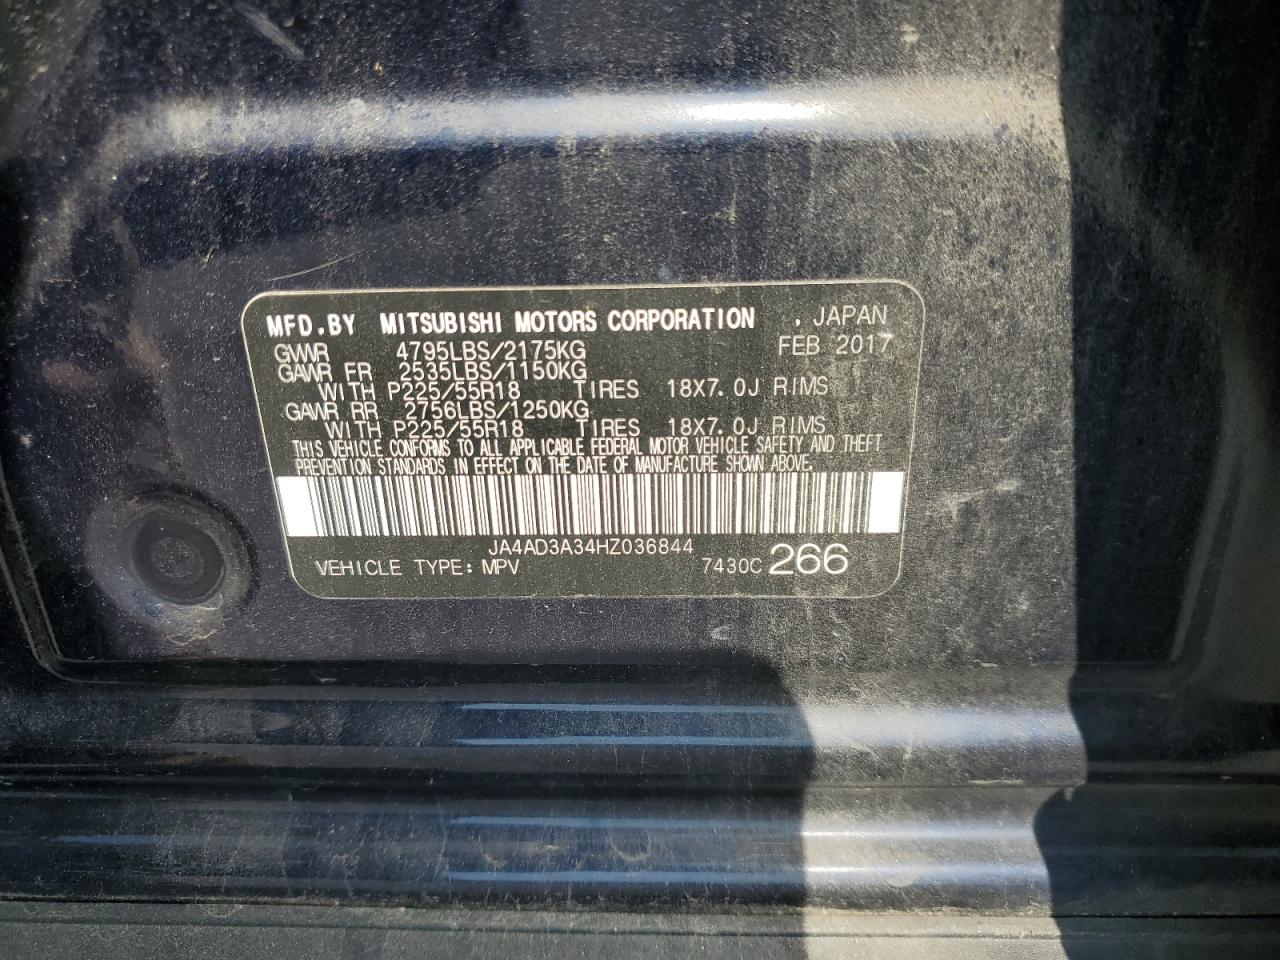 MFD.BY MITSUBISHI MOTORS CORPORATION . JAPAN
GVWR 4795LBS/2175KG FEB 2017
GAWR FR 2535LBS/1150KG
WITH P225/55R18 TIRES 18X7.0J RIMS
GAWR RR 2756LBS/1250KG
WITH P225/55R18 TIRES 18X7.0J RIMS
THIS VEHICLE CONFORMS TO ALL APPLICABLE FEDERAL MOTOR VEHICLE SAFETY AND THEFT
PREVENTION STANDARDS IN EFFECT ON THE DATE OF MANUFACTURE SHOWN ABOVE.
JA4AD3A34HZ036844
VEHICLE TYPE: MPV 7430C 266